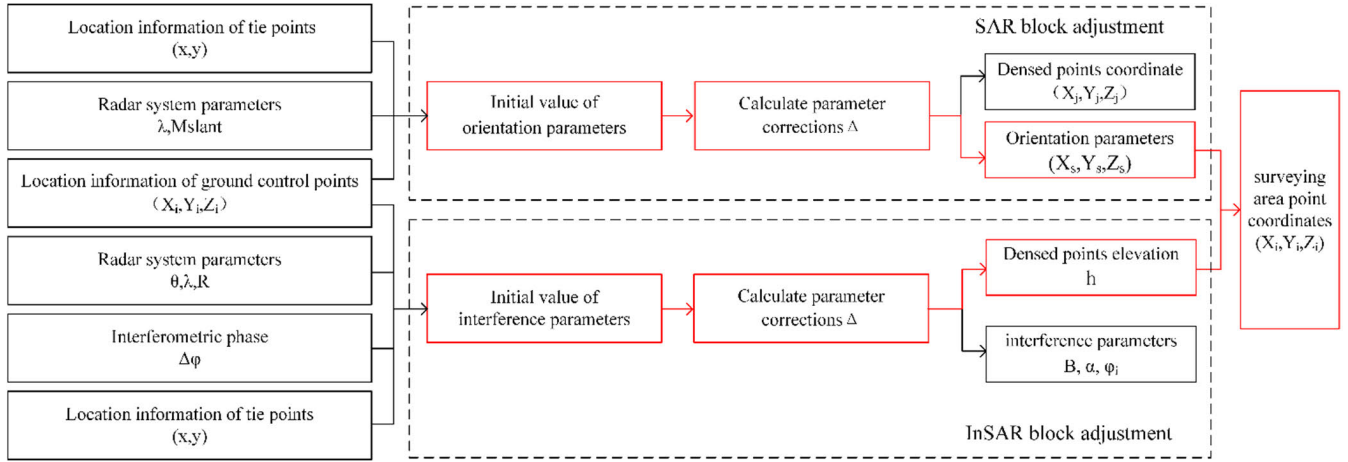 Location information of tie points
(x,y)
Radar system parameters
λ,Mslant
Location information of ground control points
(Xᵢ,Yᵢ,Zᵢ)
Radar system parameters
θ,λ,R
Interferometric phase
Δφ
Location information of tie points
(x,y)
SAR block adjustment
Initial value of
orientation parameters
Calculate parameter
corrections Δ
Densed points coordinate
(Xⱼ,Yⱼ,Zⱼ)
Orientation parameters
(Xₛ,Yₛ,Zₛ)
Initial value of
interference parameters
Calculate parameter
corrections Δ
Densed points elevation
h
interference parameters
B, α, φᵢ
InSAR block adjustment
surveying
area point
coordinates
(Xᵢ,Yᵢ,Zᵢ)